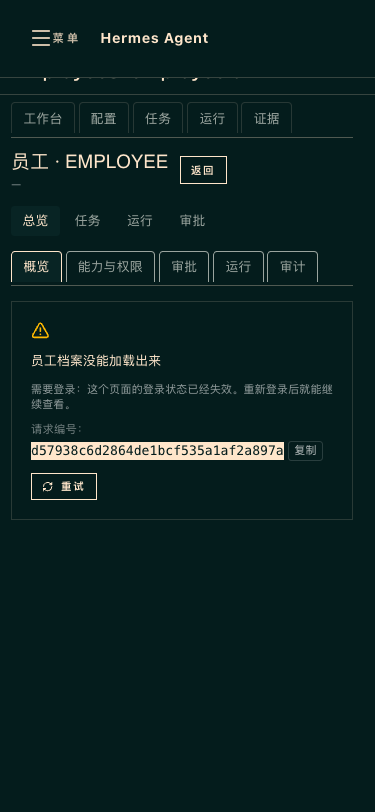 菜单 Hermes Agent
工作台 配置 任务 运行 证据
员工 · EMPLOYEE 返回
—
总览 任务 运行 审批
概览 能力与权限 审批 运行 审计
员工档案没能加载出来
需要登录：这个页面的登录状态已经失效。重新登录后就能继
续查看。
请求编号：
d57938c6d2864de1bcf535a1af2a897a 复制
重试